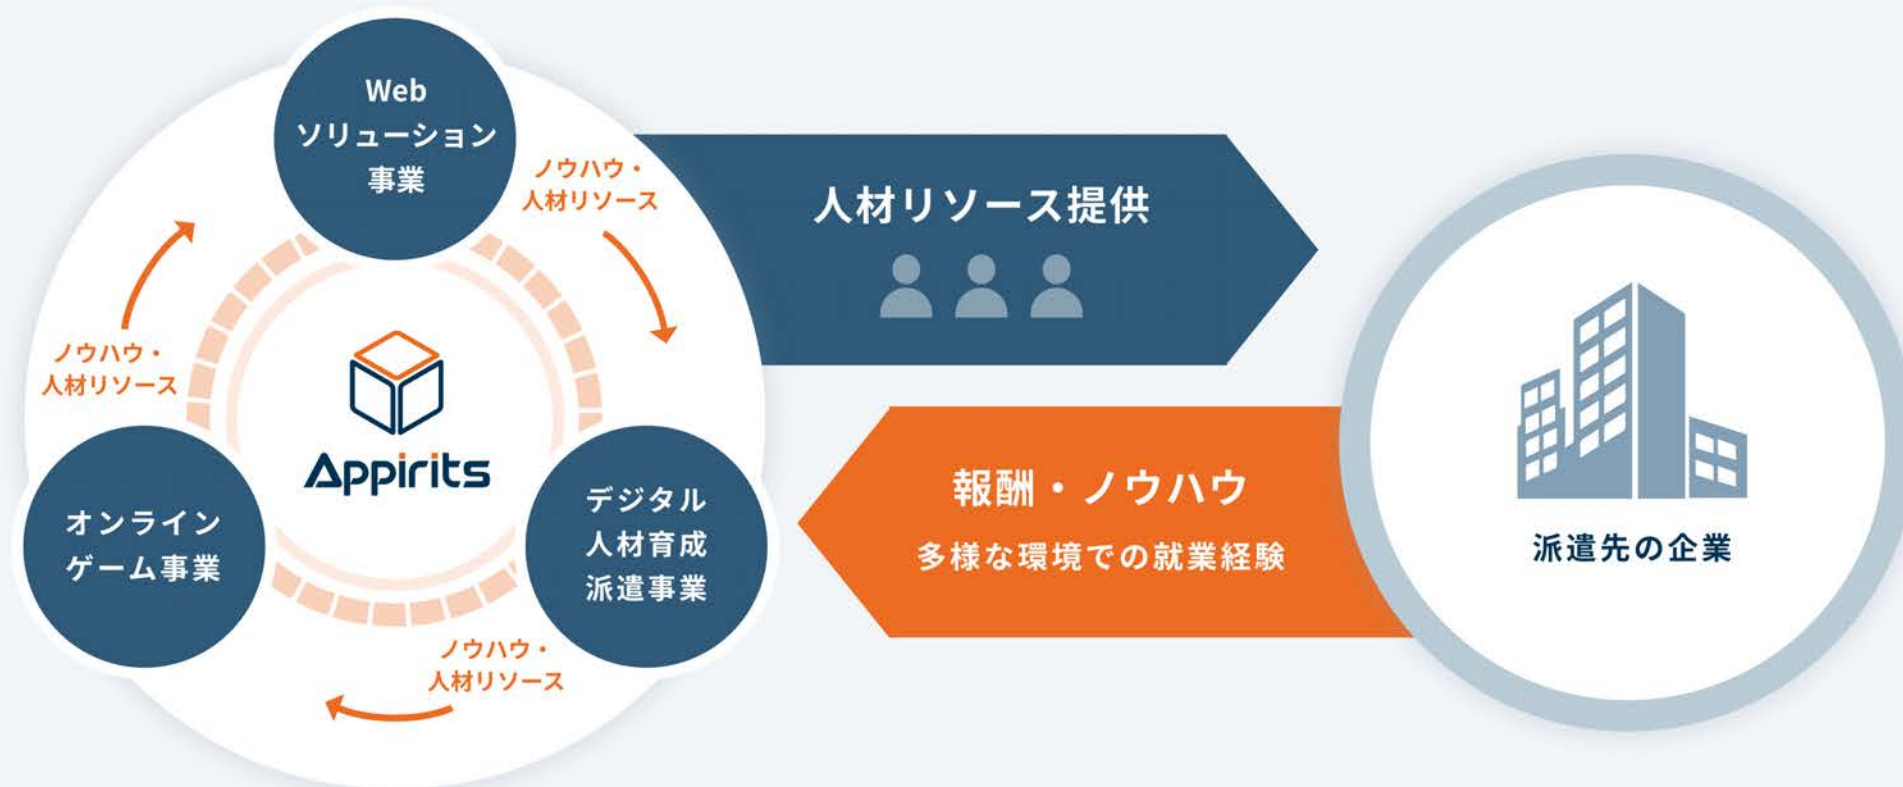 Web
ソリューション
事業
ノウハウ・
人材リソース
ノウハウ・
人材リソース
Appirits
オンライン
ゲーム事業
デジタル
人材育成
派遣事業
ノウハウ・
人材リソース
人材リソース提供
報酬・ノウハウ
多様な環境での就業経験
派遣先の企業